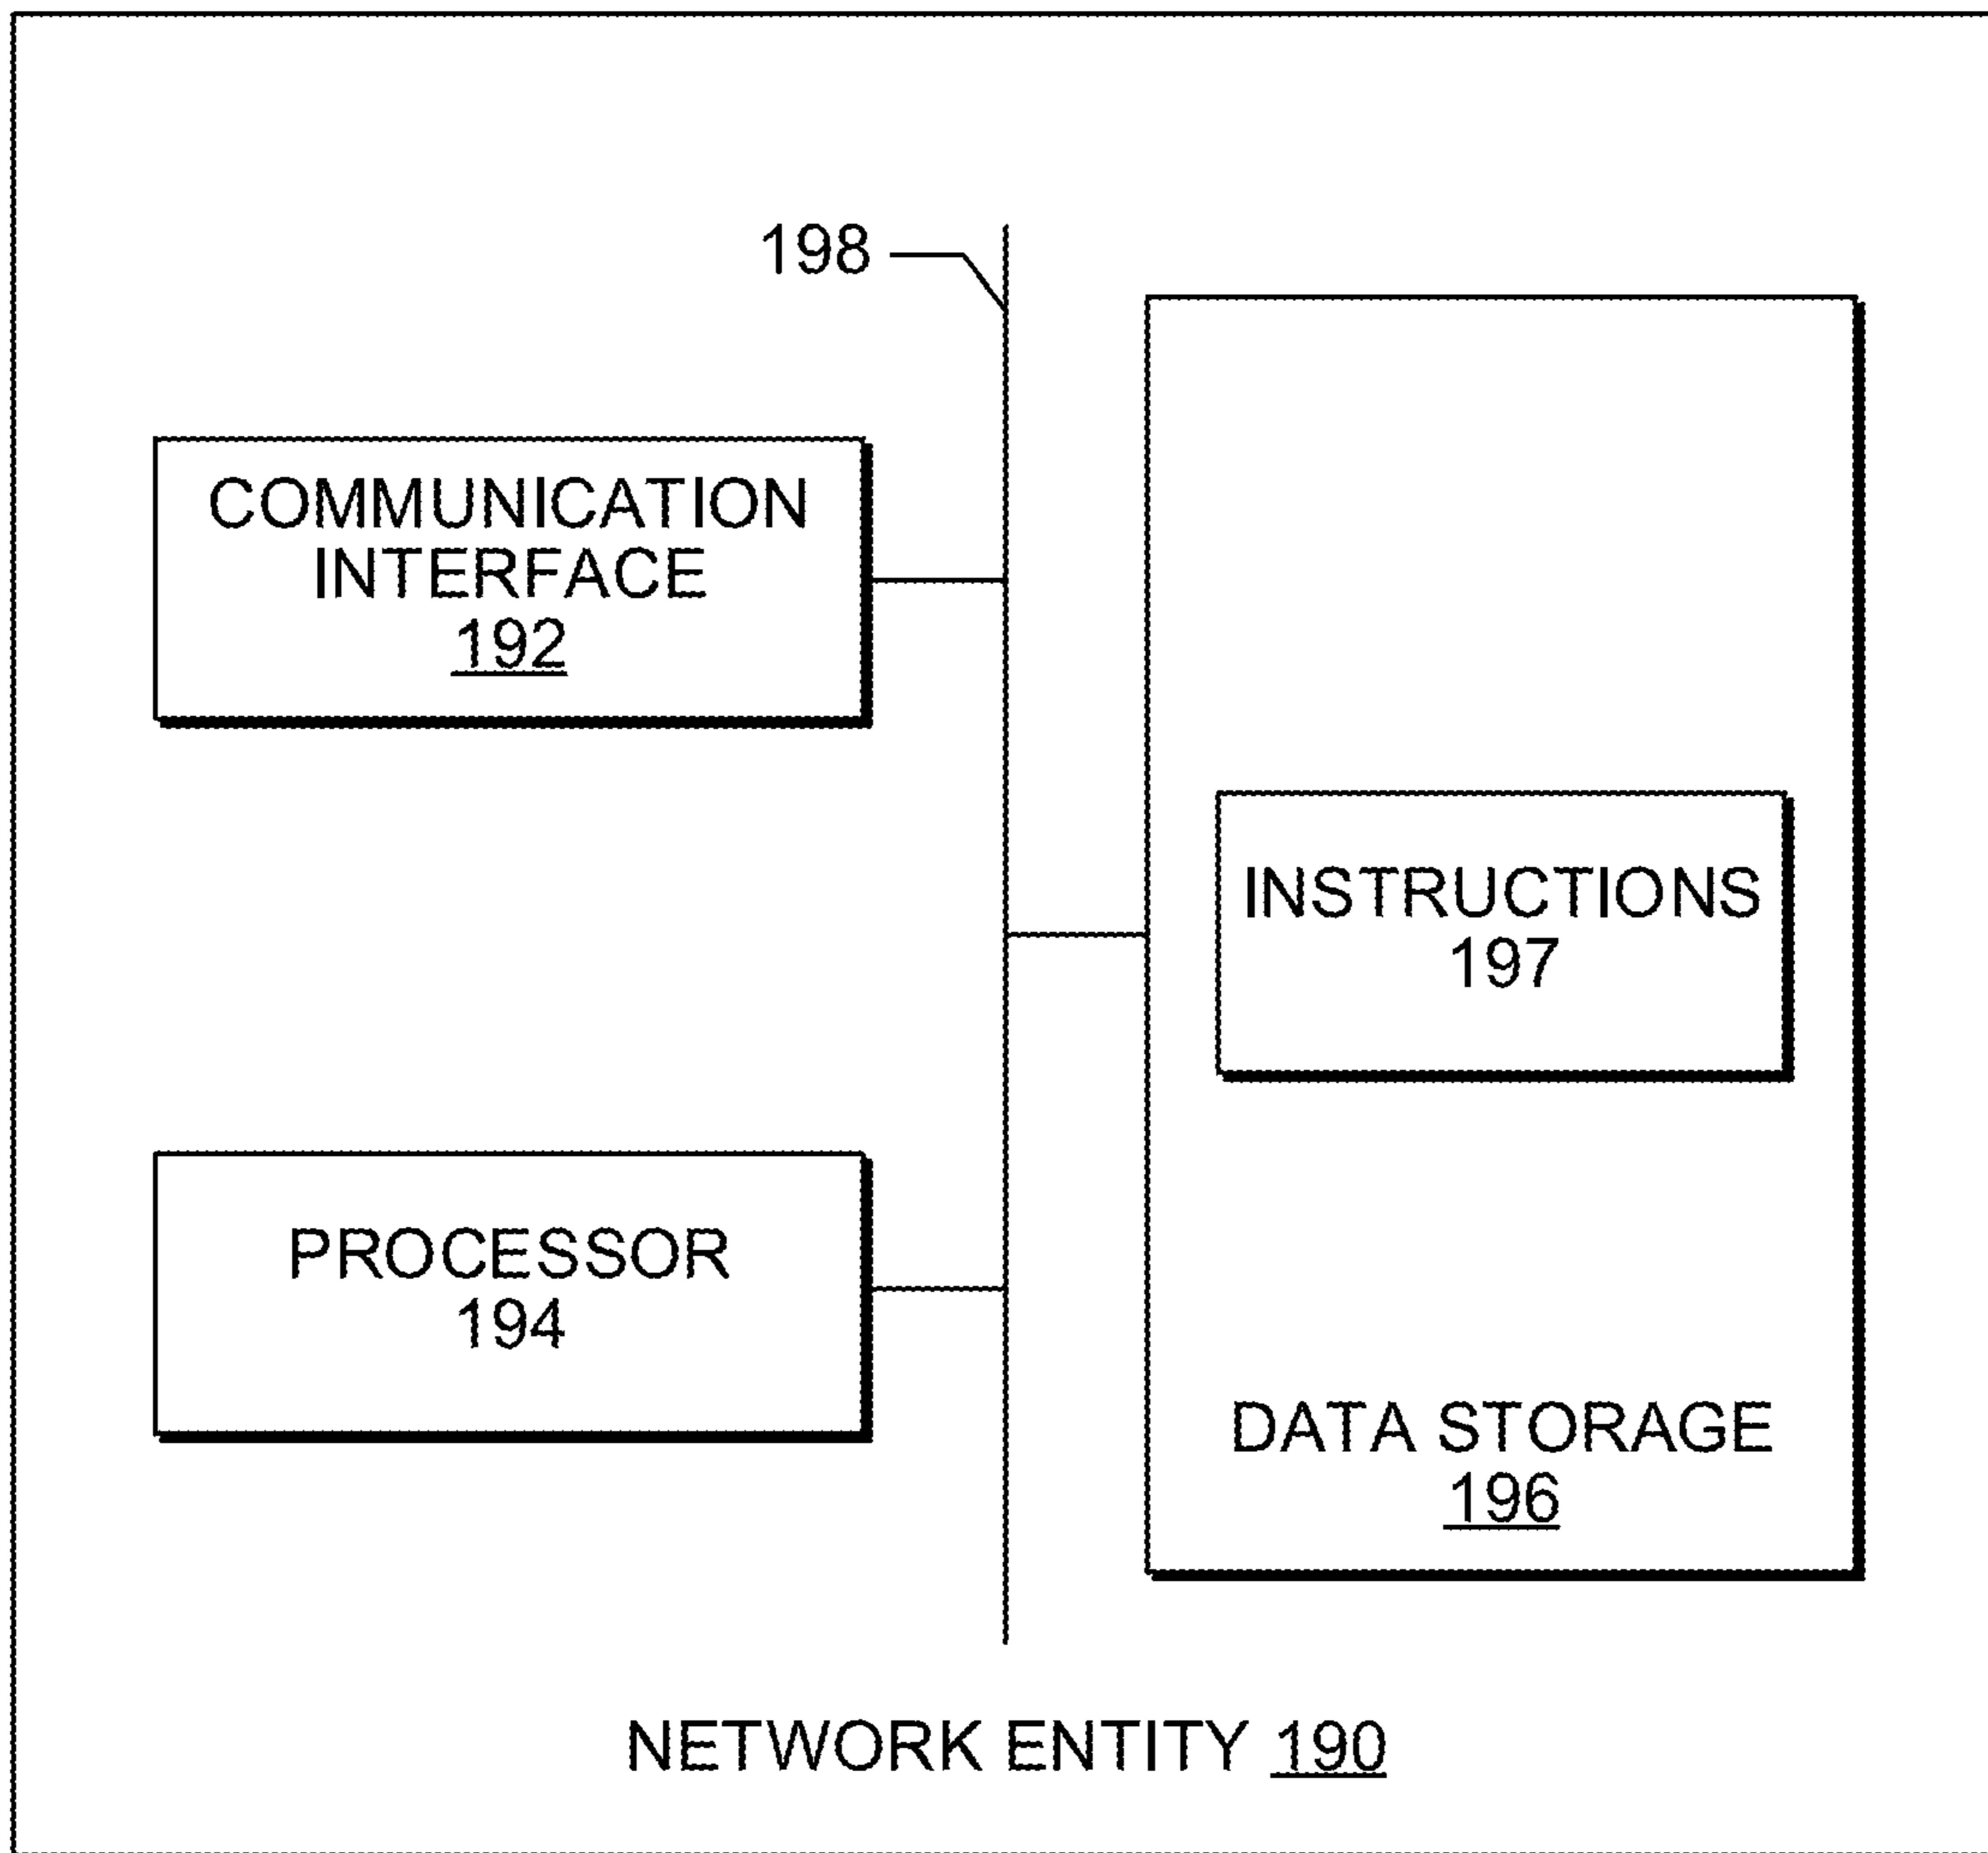 198
COMMUNICATION
INTERFACE
192
INSTRUCTIONS
197
PROCESSOR
194
DATA STORAGE
196
NETWORK ENTITY 190